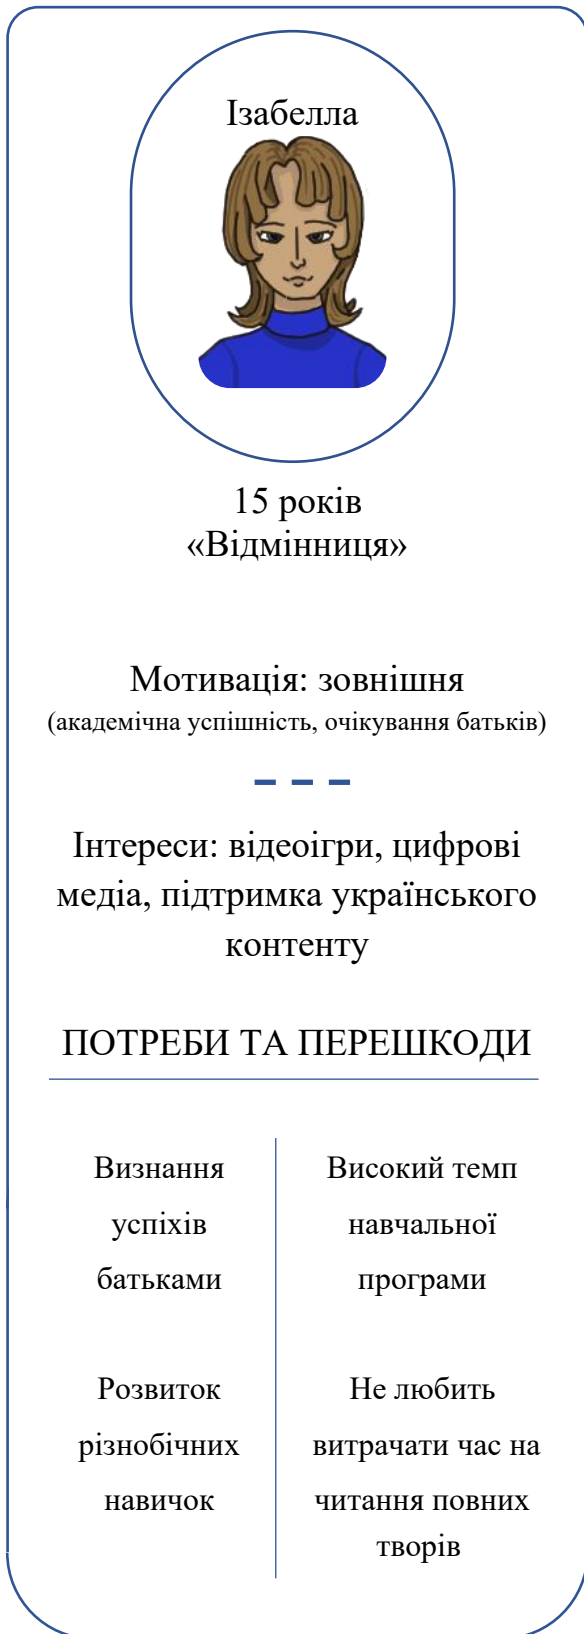 Ізабелла
15 років
«Відмінниця»
Мотивація: зовнішня
(академічна успішність, очікування батьків)
Інтереси: відеоігри, цифрові
медіа, підтримка українського
контенту
ПОТРЕБИ ТА ПЕРЕШКОДИ
Визнання
успіхів
батьками
Розвиток
різнобічних
навичок
Високий темп
навчальної
програми
Не любить
витрачати час на
читання повних
творів